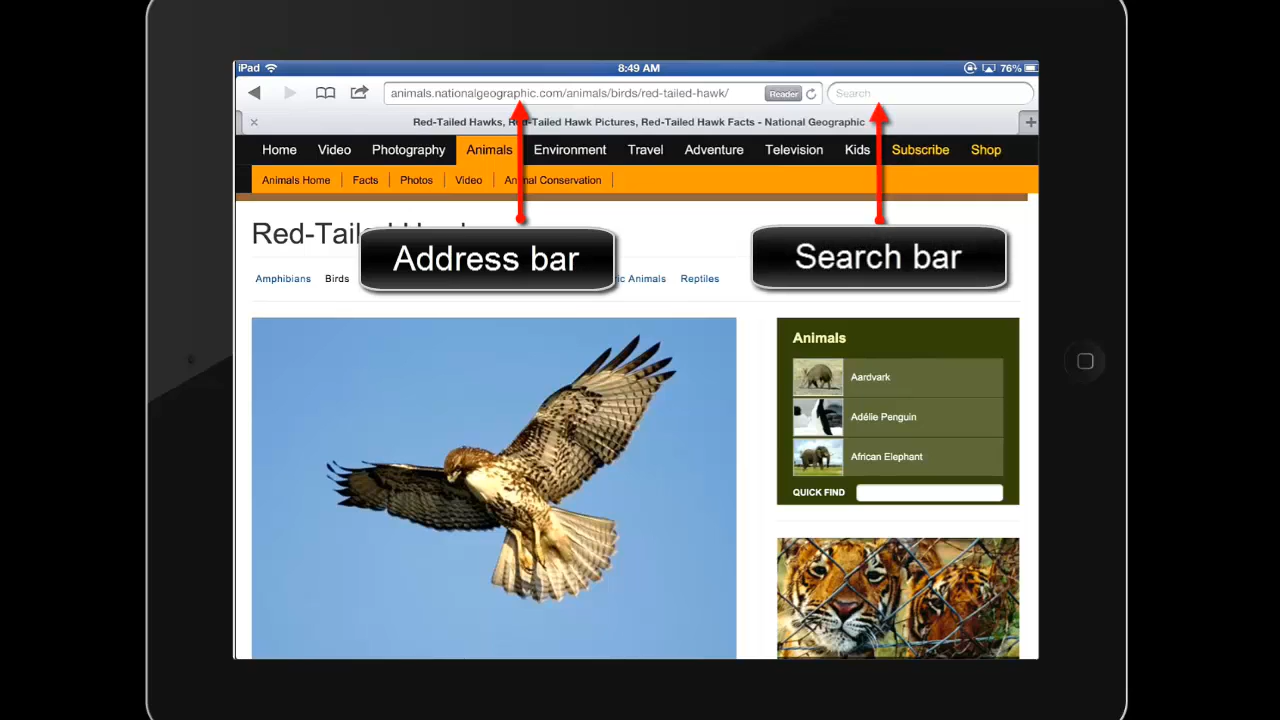 iPad 8:49 AM 76%
animals.nationalgeographic.com/animals/birds/red-tailed-hawk/ Reader Search
Red-Tailed Hawks, Red-Tailed Hawk Pictures, Red-Tailed Hawk Facts - National Geographic
Home Video Photography Animals Environment Travel Adventure Television Kids Subscribe Shop
Animals Home Facts Photos Video Animal Conservation
Red-Tail
Address bar Search bar
Amphibians Birds Animals Reptiles
Animals
Aardvark
Adélie Penguin
African Elephant
QUICK FIND